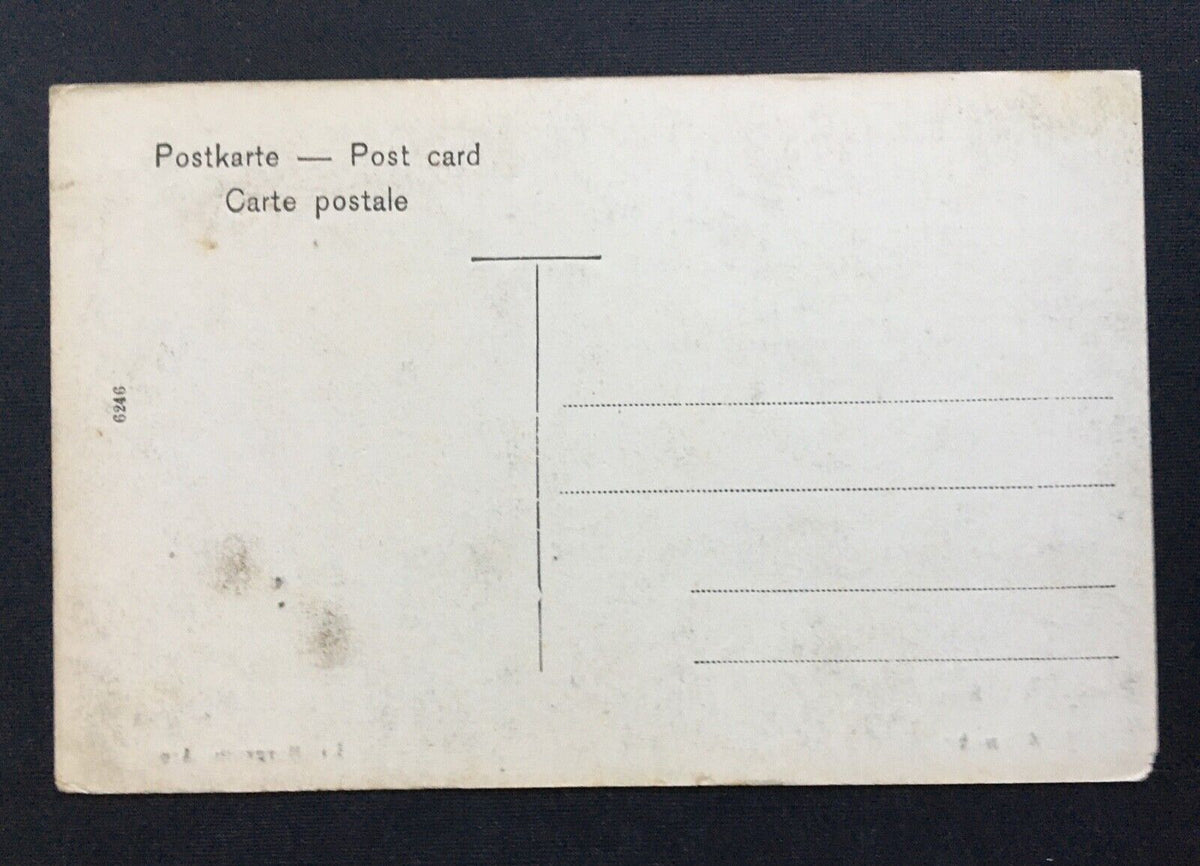 Postkarte — Post card
Carte postale
6246